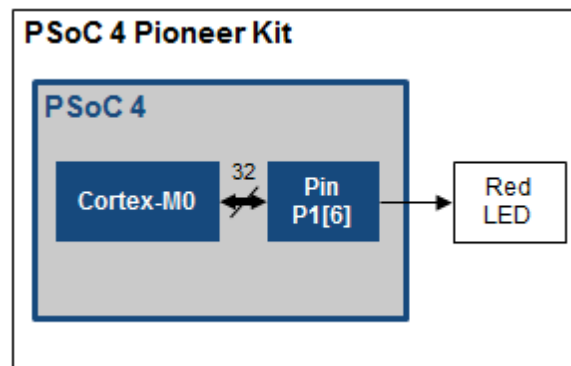 PSoC 4 Pioneer Kit
PSoC 4
32
Cortex-M0
Pin
P1[6]
Red
LED